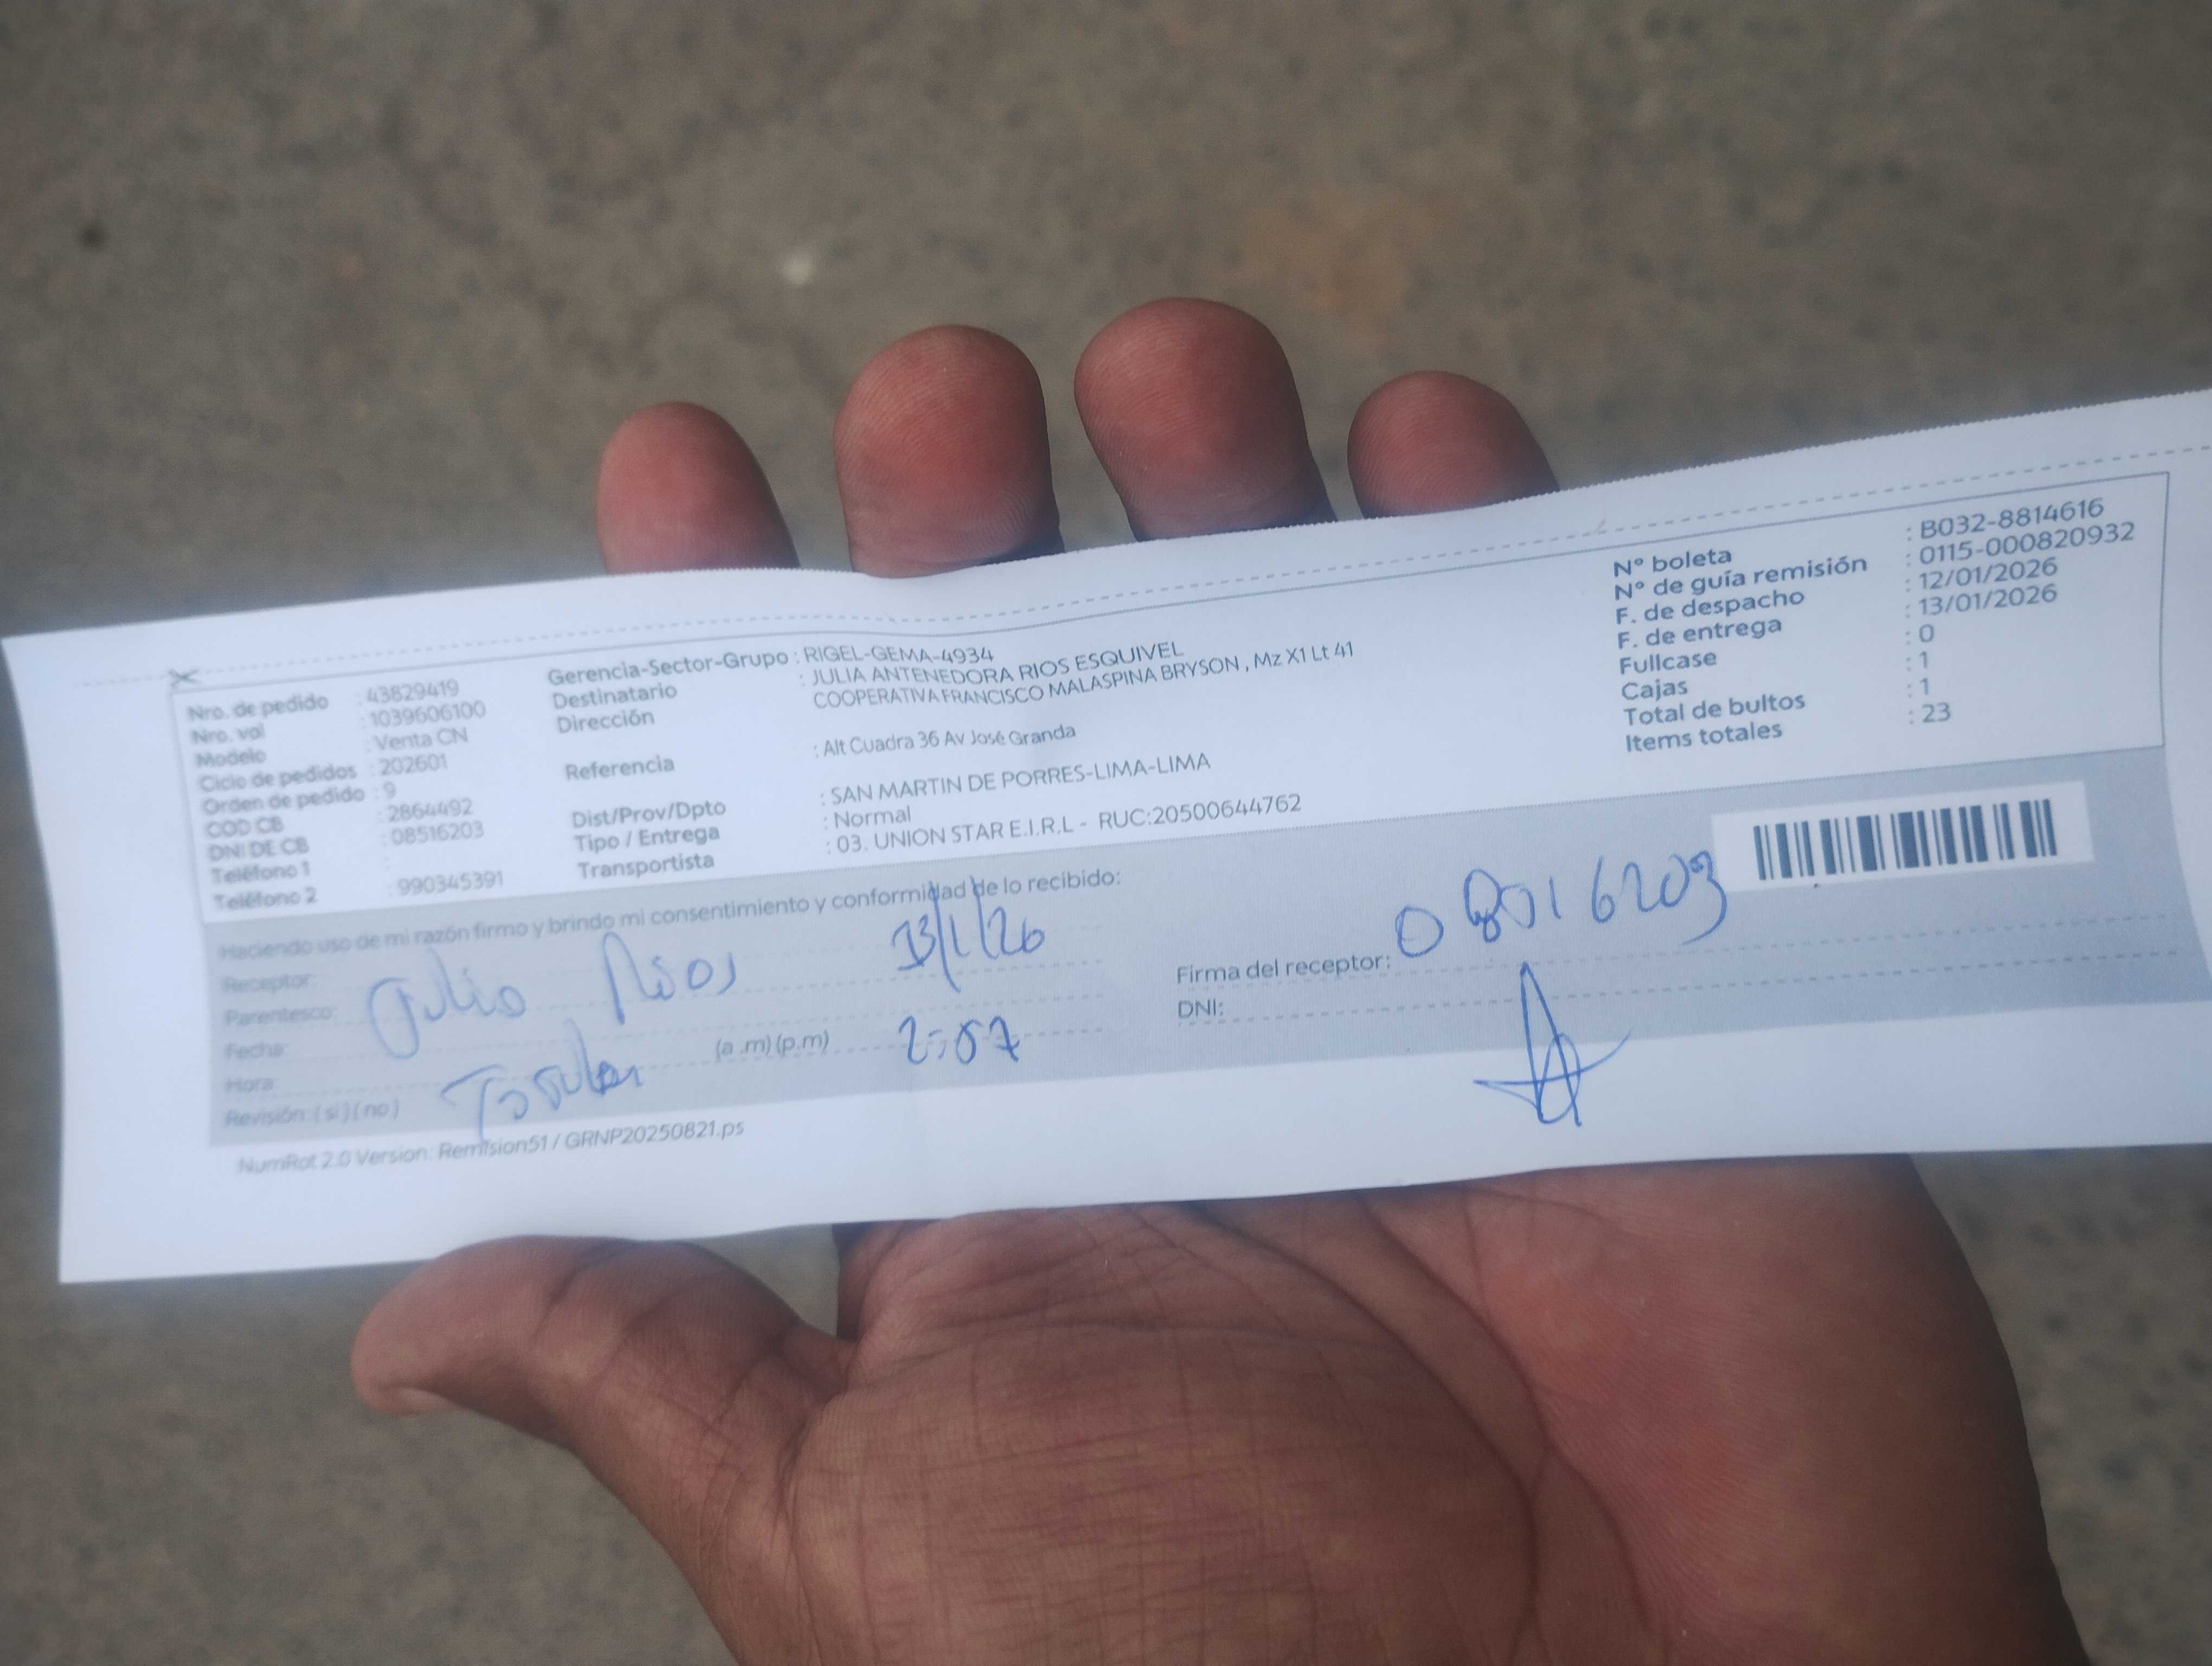 Nro. de pedido : 43829419
Nro. vol : 1039606100
Modelo : Venta CN
Ciclo de pedidos : 202601
Orden de pedido : 9
COD CB : 2864492
DNI DE CB : 08516203
Teléfono 1 :
Teléfono 2 : 990345391
Gerencia-Sector-Grupo : RIGEL-GEMA-4934
Destinatario : JULIA ANTENEDORA RIOS ESQUIVEL
Dirección COOPERATIVA FRANCISCO MALASPINA BRYSON , Mz X1 Lt 41
Referencia : Alt Cuadra 36 Av José Granda
Dist/Prov/Dpto : SAN MARTIN DE PORRES-LIMA-LIMA
Tipo / Entrega : Normal
Transportista : 03. UNION STAR E.I.R.L - RUC:20500644762
N° boleta : B032-8814616
N° de guía remisión : 0115-000820932
F. de despacho : 12/01/2026
F. de entrega : 13/01/2026
Fullcase : 0
Cajas : 1
Total de bultos : 1
Items totales : 23
Haciendo uso de mi razón firmo y brindo mi consentimiento y conformidad de lo recibido:
Receptor:
Parentesco: Julia Rios 13/1/26
Fecha:
Hora: (a .m) (p.m) 2:07
Revisión: ( si ) ( no )
Firma del receptor:
DNI:
NumRot 2.0 Version: Remision51 / GRNP20250821.ps